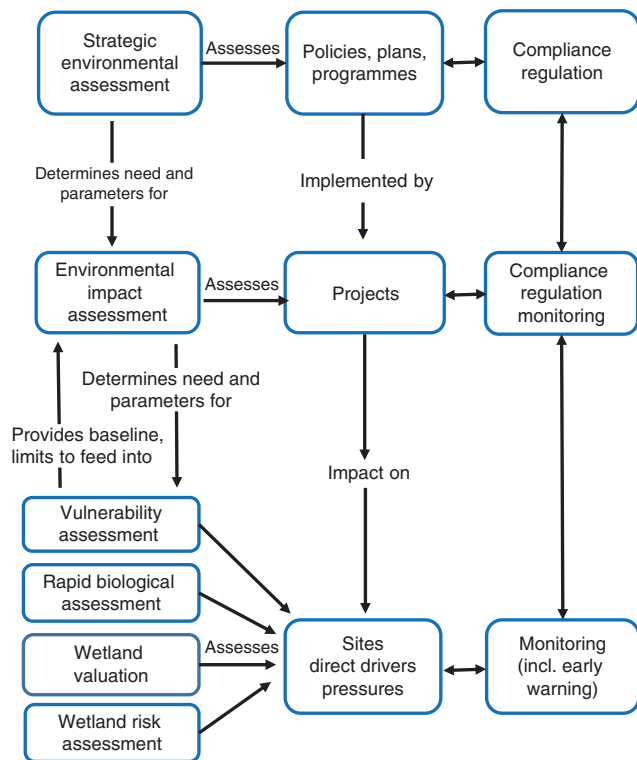 Strategic
environmental
assessment
Assesses
Policies, plans,
programmes
Compliance
regulation
Determines need and
parameters for
Implemented by
Environmental
impact
assessment
Assesses
Projects
Compliance
regulation
monitoring
Determines need and
parameters for
Provides baseline,
limits to feed into
Impact on
Vulnerability
assessment
Rapid biological
assessment
Wetland
valuation
Assesses
Sites
direct drivers
pressures
Monitoring
(incl. early
warning)
Wetland risk
assessment